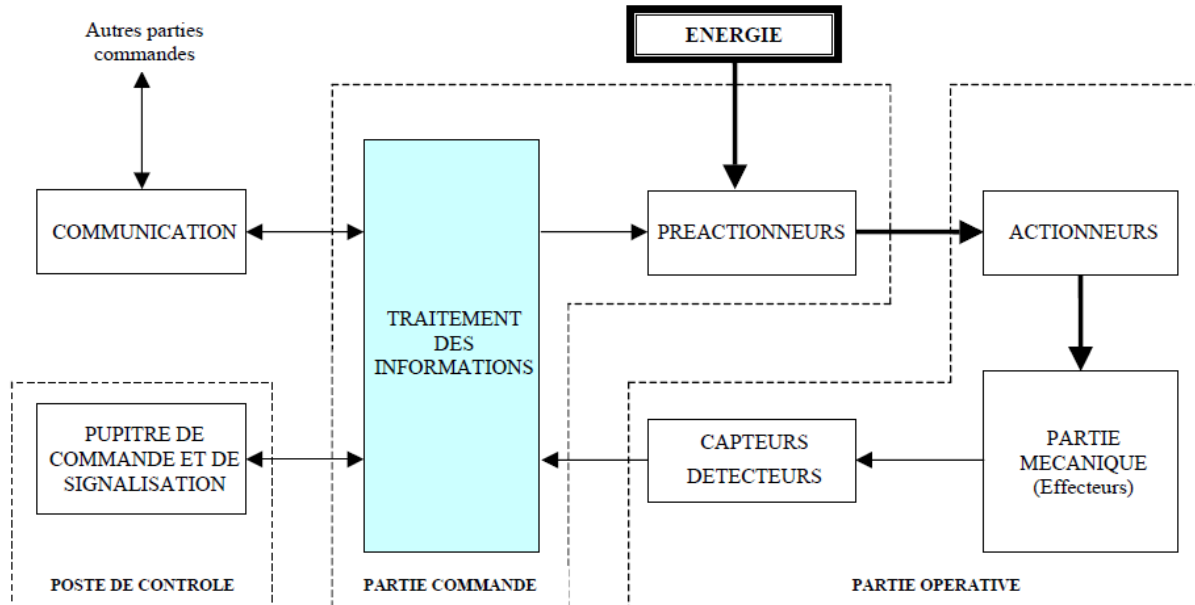 Autres parties
commandes
ENERGIE
COMMUNICATION
PREACTIONNEURS
ACTIONNEURS
TRAITEMENT
DES
INFORMATIONS
PUPITRE DE
COMMANDE ET DE
SIGNALISATION
CAPTEURS
DETECTEURS
PARTIE
MECANIQUE
(Effecteurs)
POSTE DE CONTROLE
PARTIE COMMANDE
PARTIE OPERATIVE